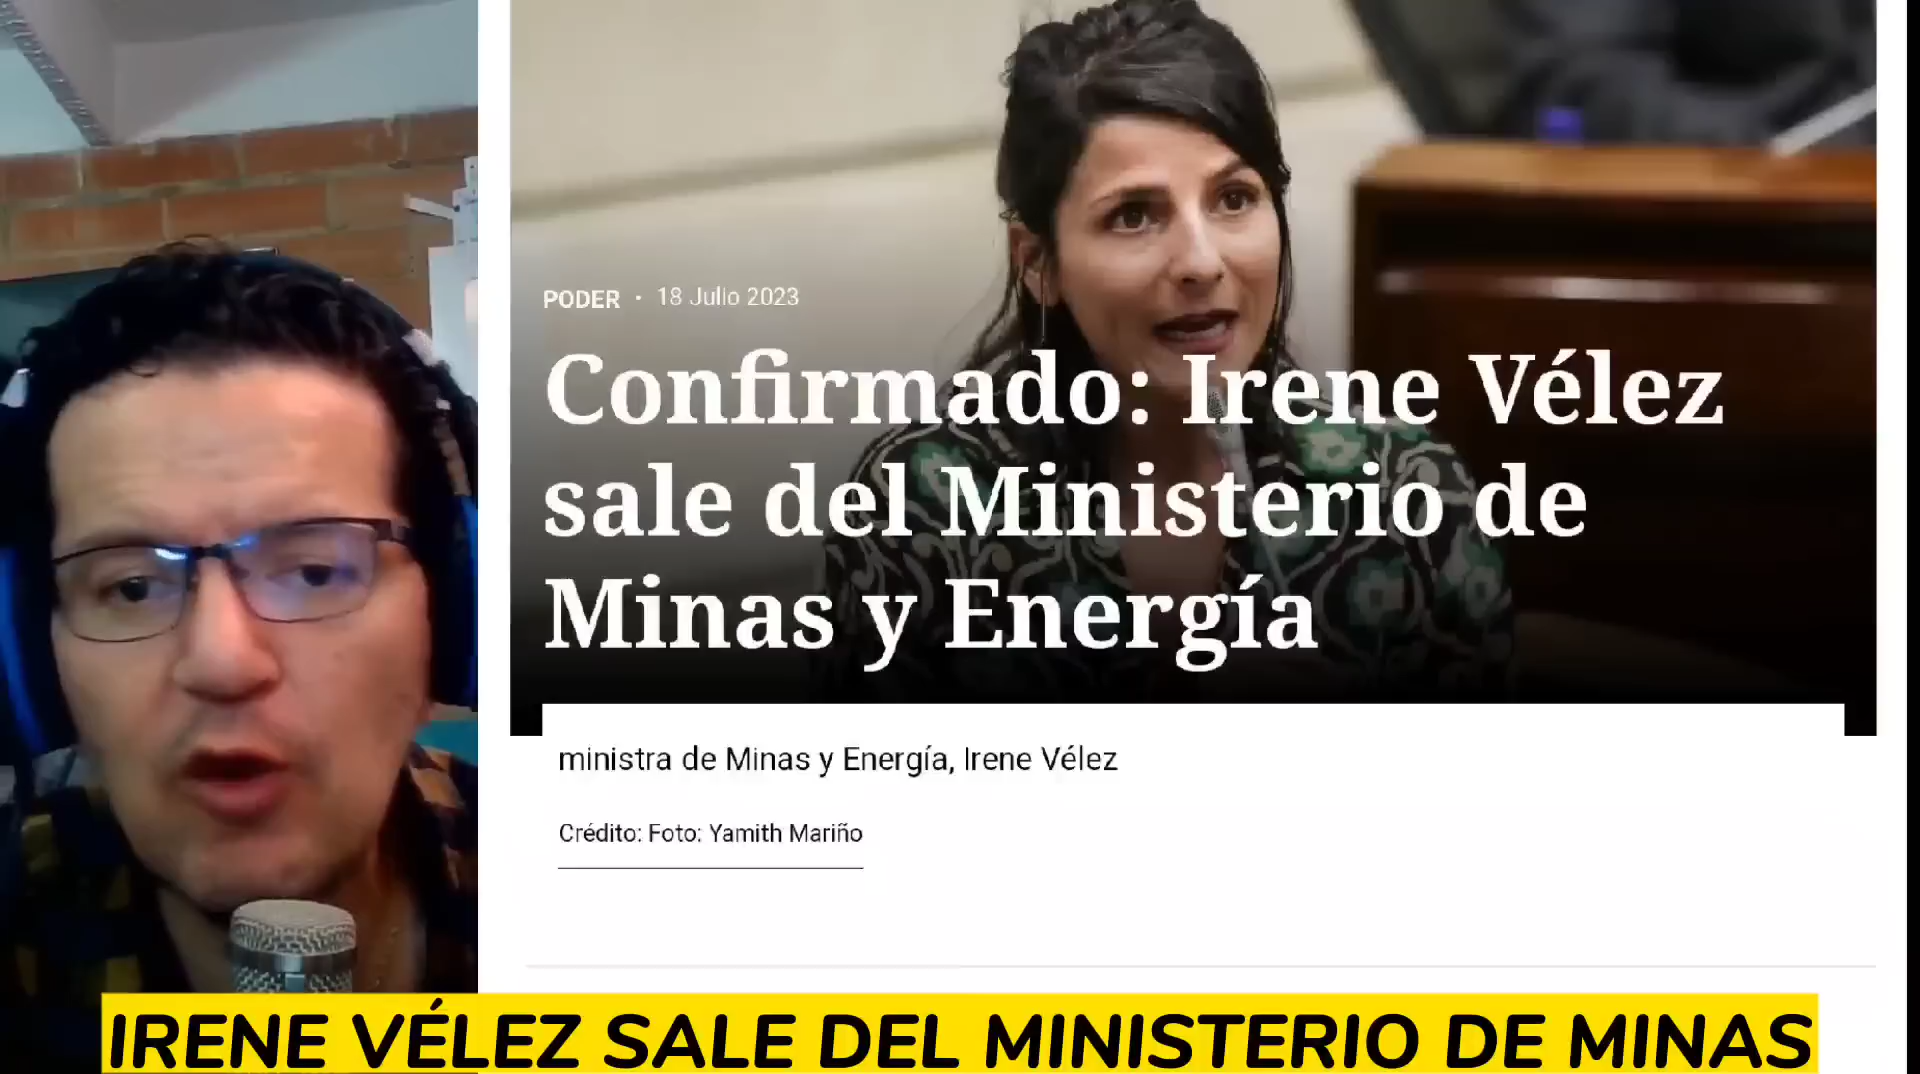 PODER · 18 Julio 2023
Confirmado: Irene Vélez
sale del Ministerio de
Minas y Energía
ministra de Minas y Energía, Irene Vélez
Crédito: Foto: Yamith Mariño
IRENE VÉLEZ SALE DEL MINISTERIO DE MINAS